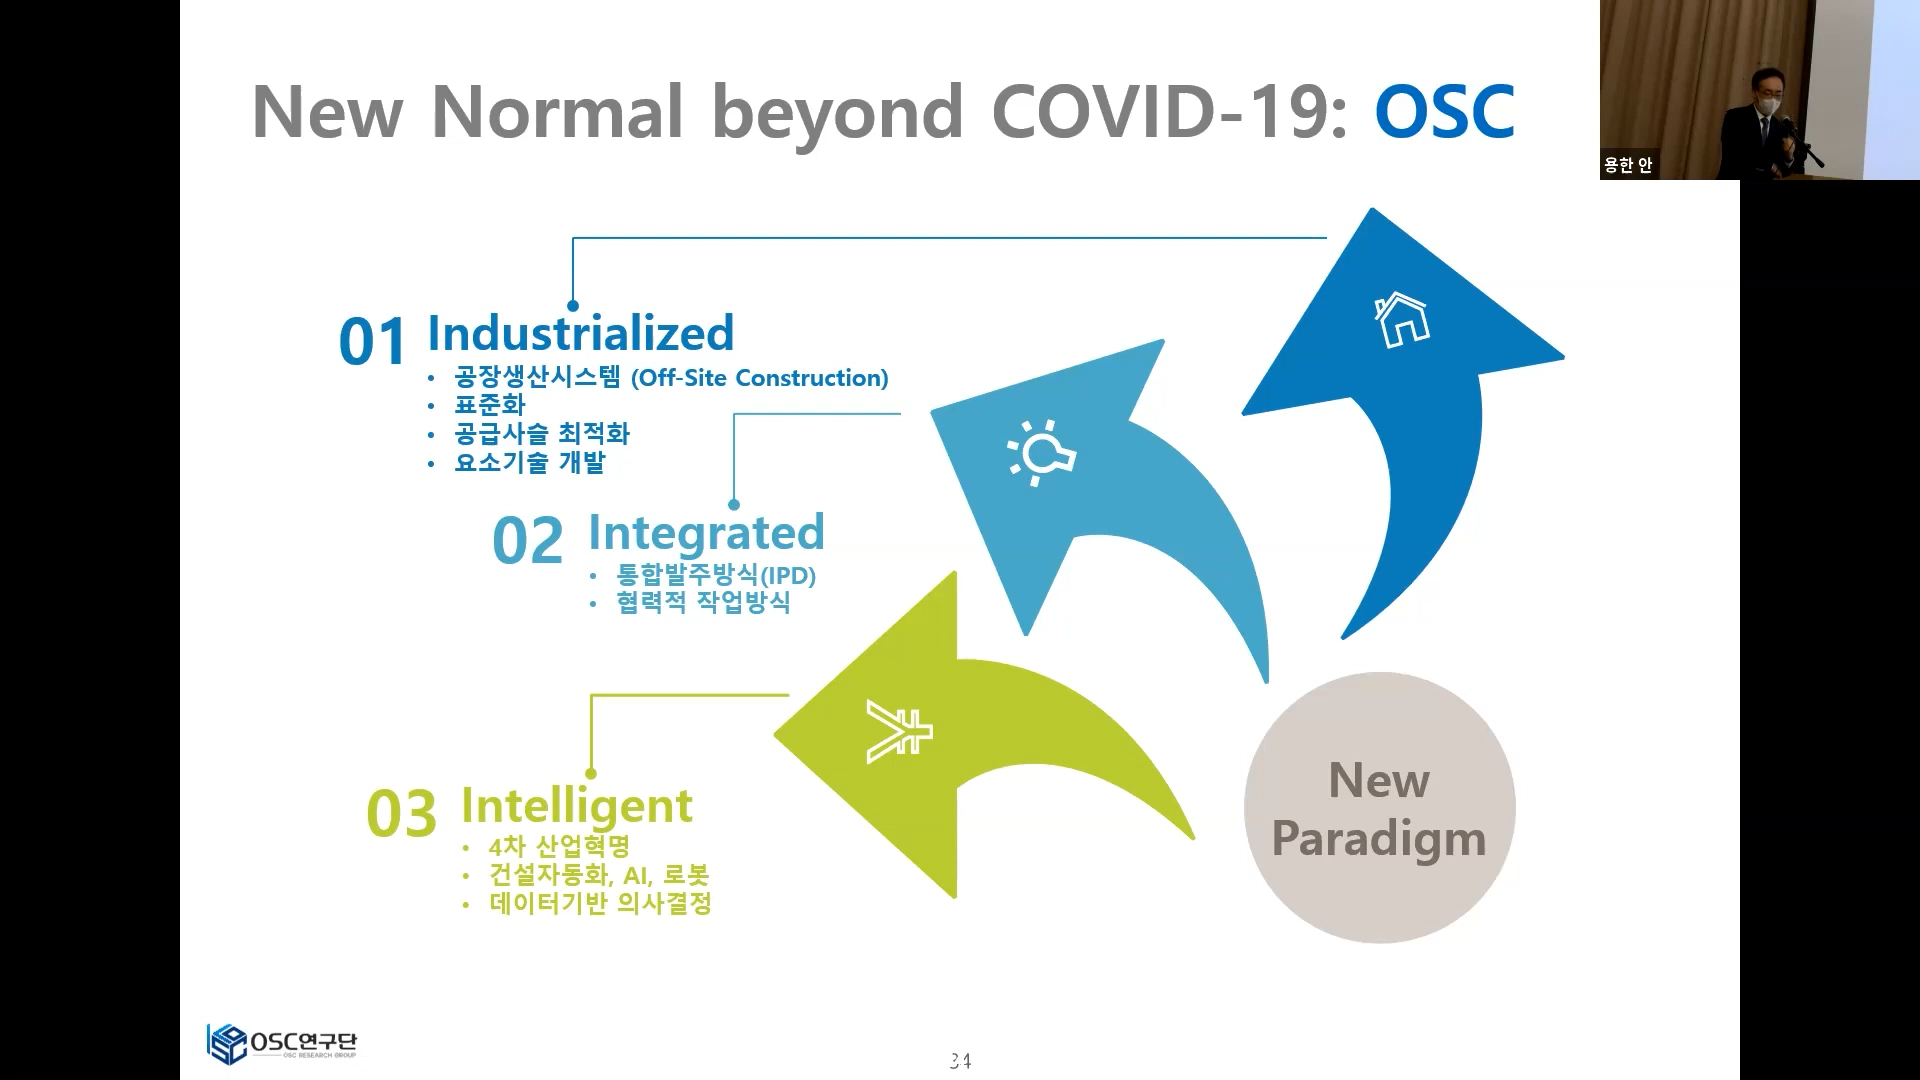 New Normal beyond COVID-19: OSC
용한 안
01 Industrialized
• 공장생산시스템 (Off-Site Construction)
• 표준화
• 공급사슬 최적화
• 요소기술 개발
02 Integrated
• 통합발주방식(IPD)
• 협력적 작업방식
03 Intelligent
• 4차 산업혁명
• 건설자동화, AI, 로봇
• 데이터기반 의사결정
New
Paradigm
OSC연구단
OSC RESEARCH GROUP
34